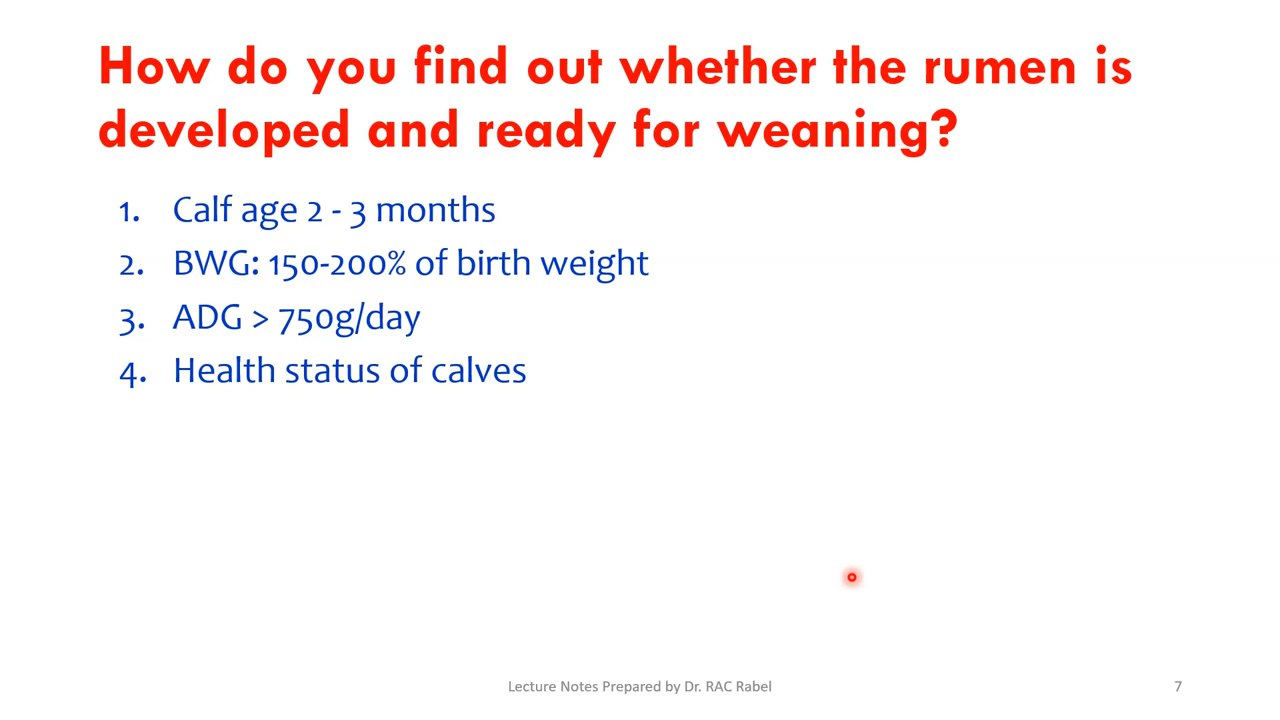 How do you find out whether the rumen is
developed and ready for weaning?
1. Calf age 2 - 3 months
2. BWG: 150-200% of birth weight
3. ADG > 750g/day
4. Health status of calves
Lecture Notes Prepared by Dr. RAC Rabel
7